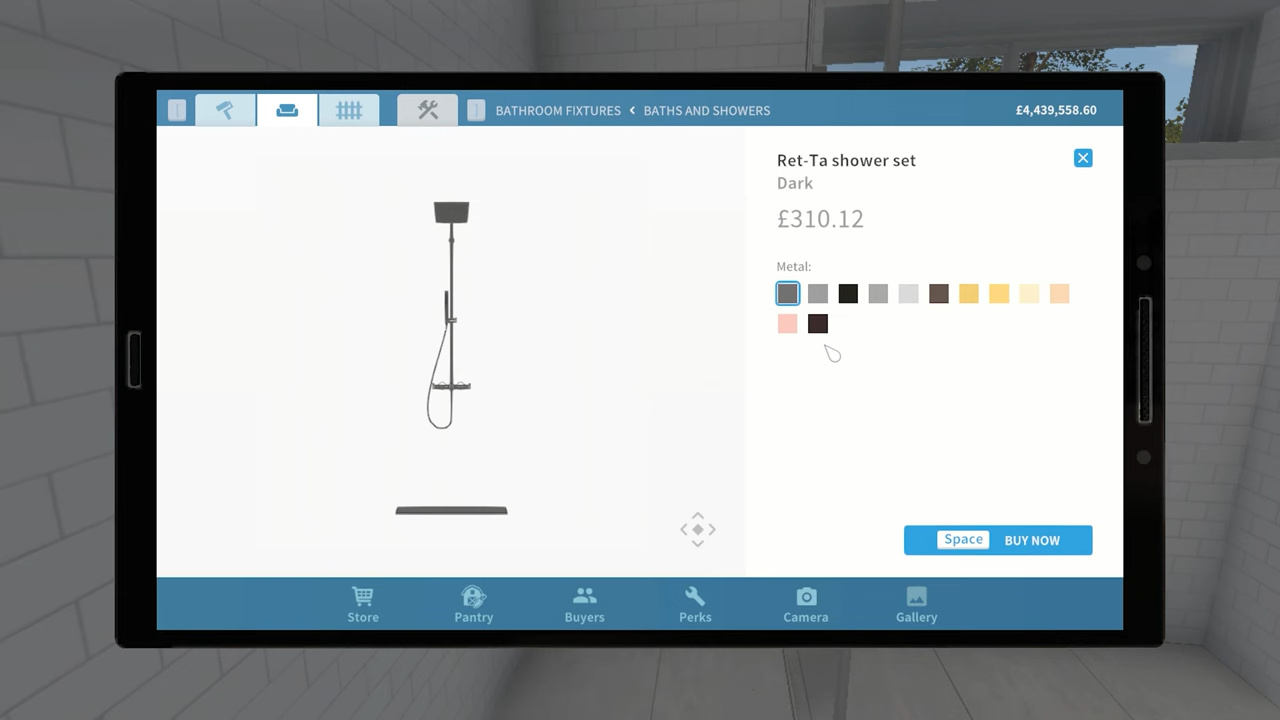 BATHROOM FIXTURES < BATHS AND SHOWERS
£4,439,558.60
Ret-Ta shower set
Dark
£310.12
Metal:
Space BUY NOW
Store Pantry Buyers Perks Camera Gallery